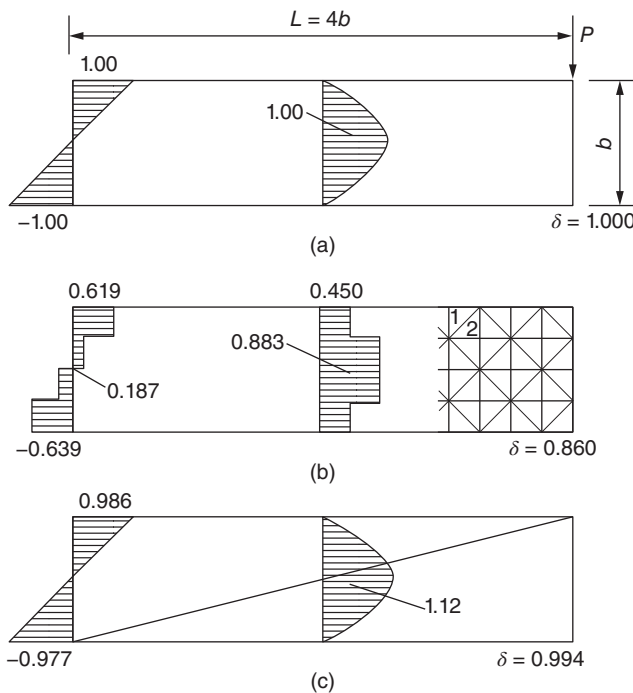 L = 4b
P
1.00
1.00
b
−1.00
δ = 1.000
(a)
0.619
0.450
1
2
0.883
0.187
−0.639
δ = 0.860
(b)
0.986
1.12
−0.977
δ = 0.994
(c)